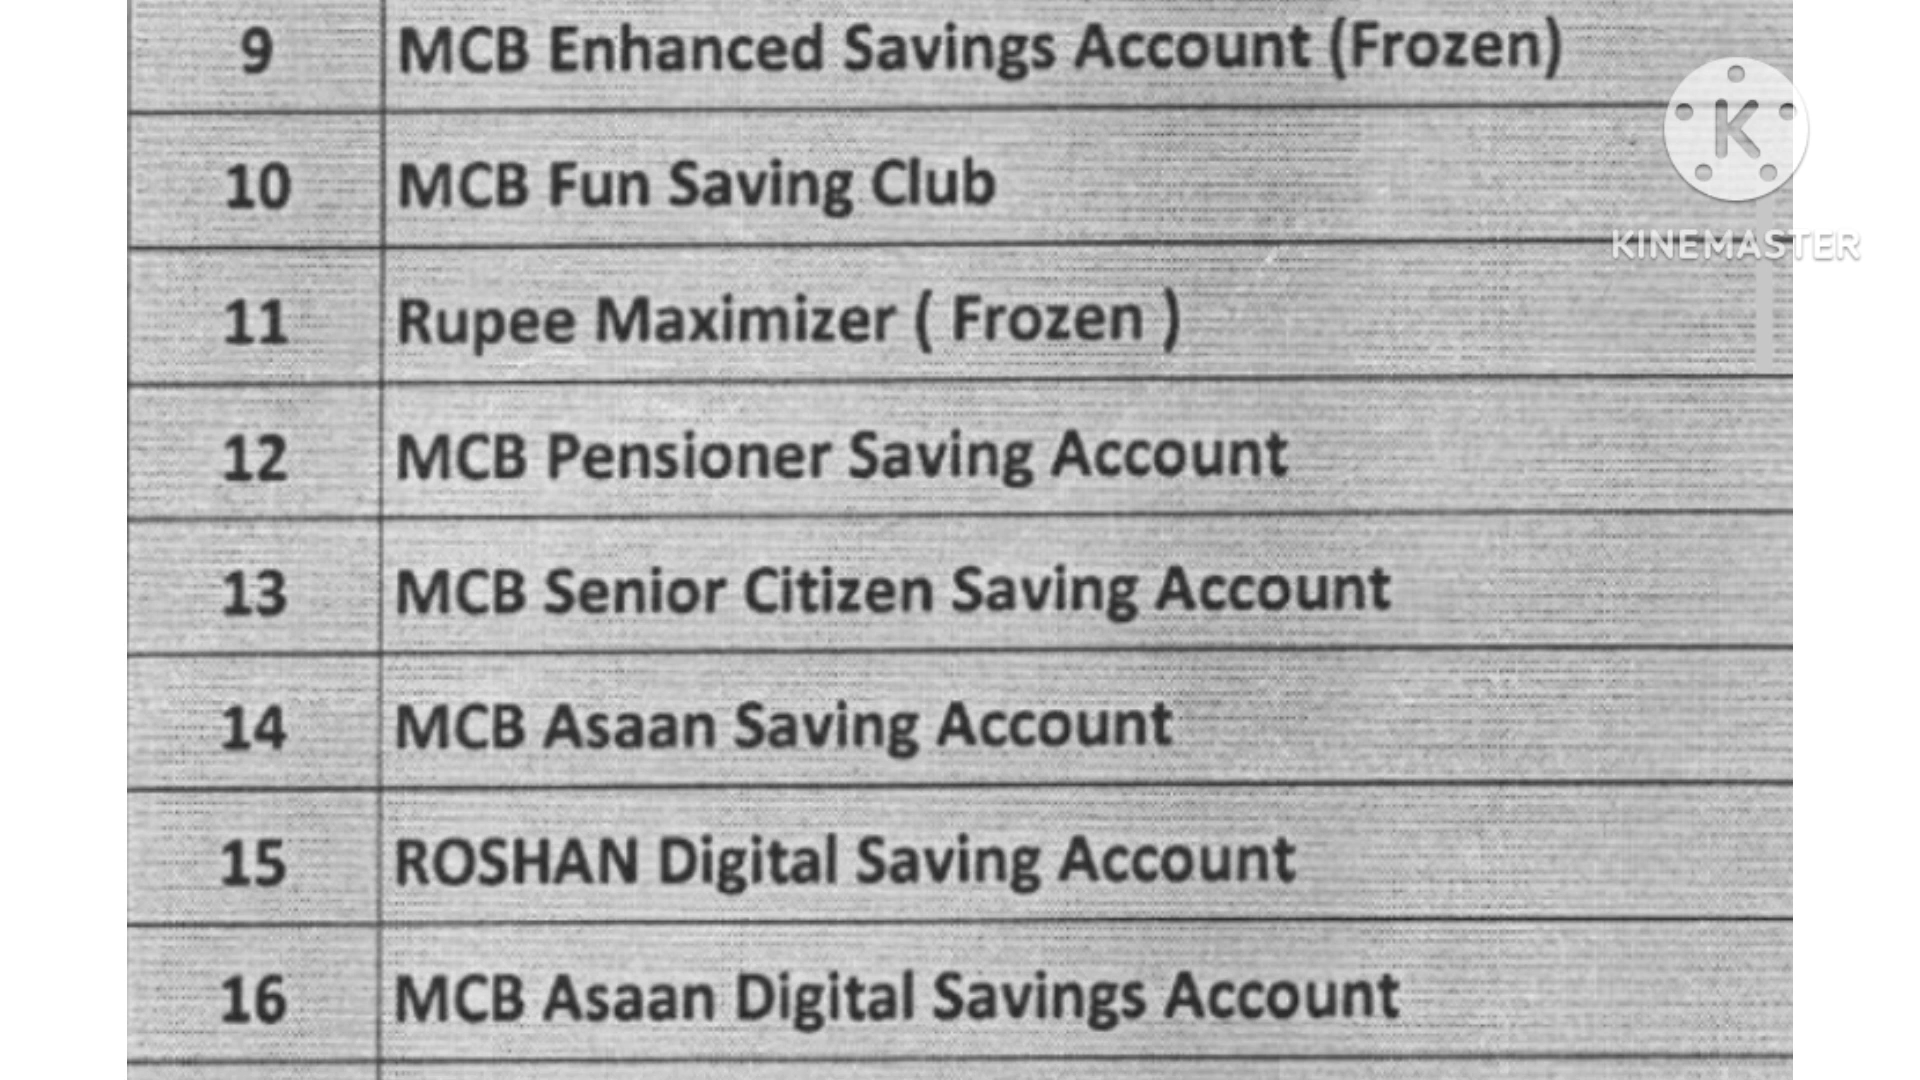 9 MCB Enhanced Savings Account (Frozen)
10 MCB Fun Saving Club
11 Rupee Maximizer ( Frozen )
12 MCB Pensioner Saving Account
13 MCB Senior Citizen Saving Account
14 MCB Asaan Saving Account
15 ROSHAN Digital Saving Account
16 MCB Asaan Digital Savings Account
K
KINEMASTER